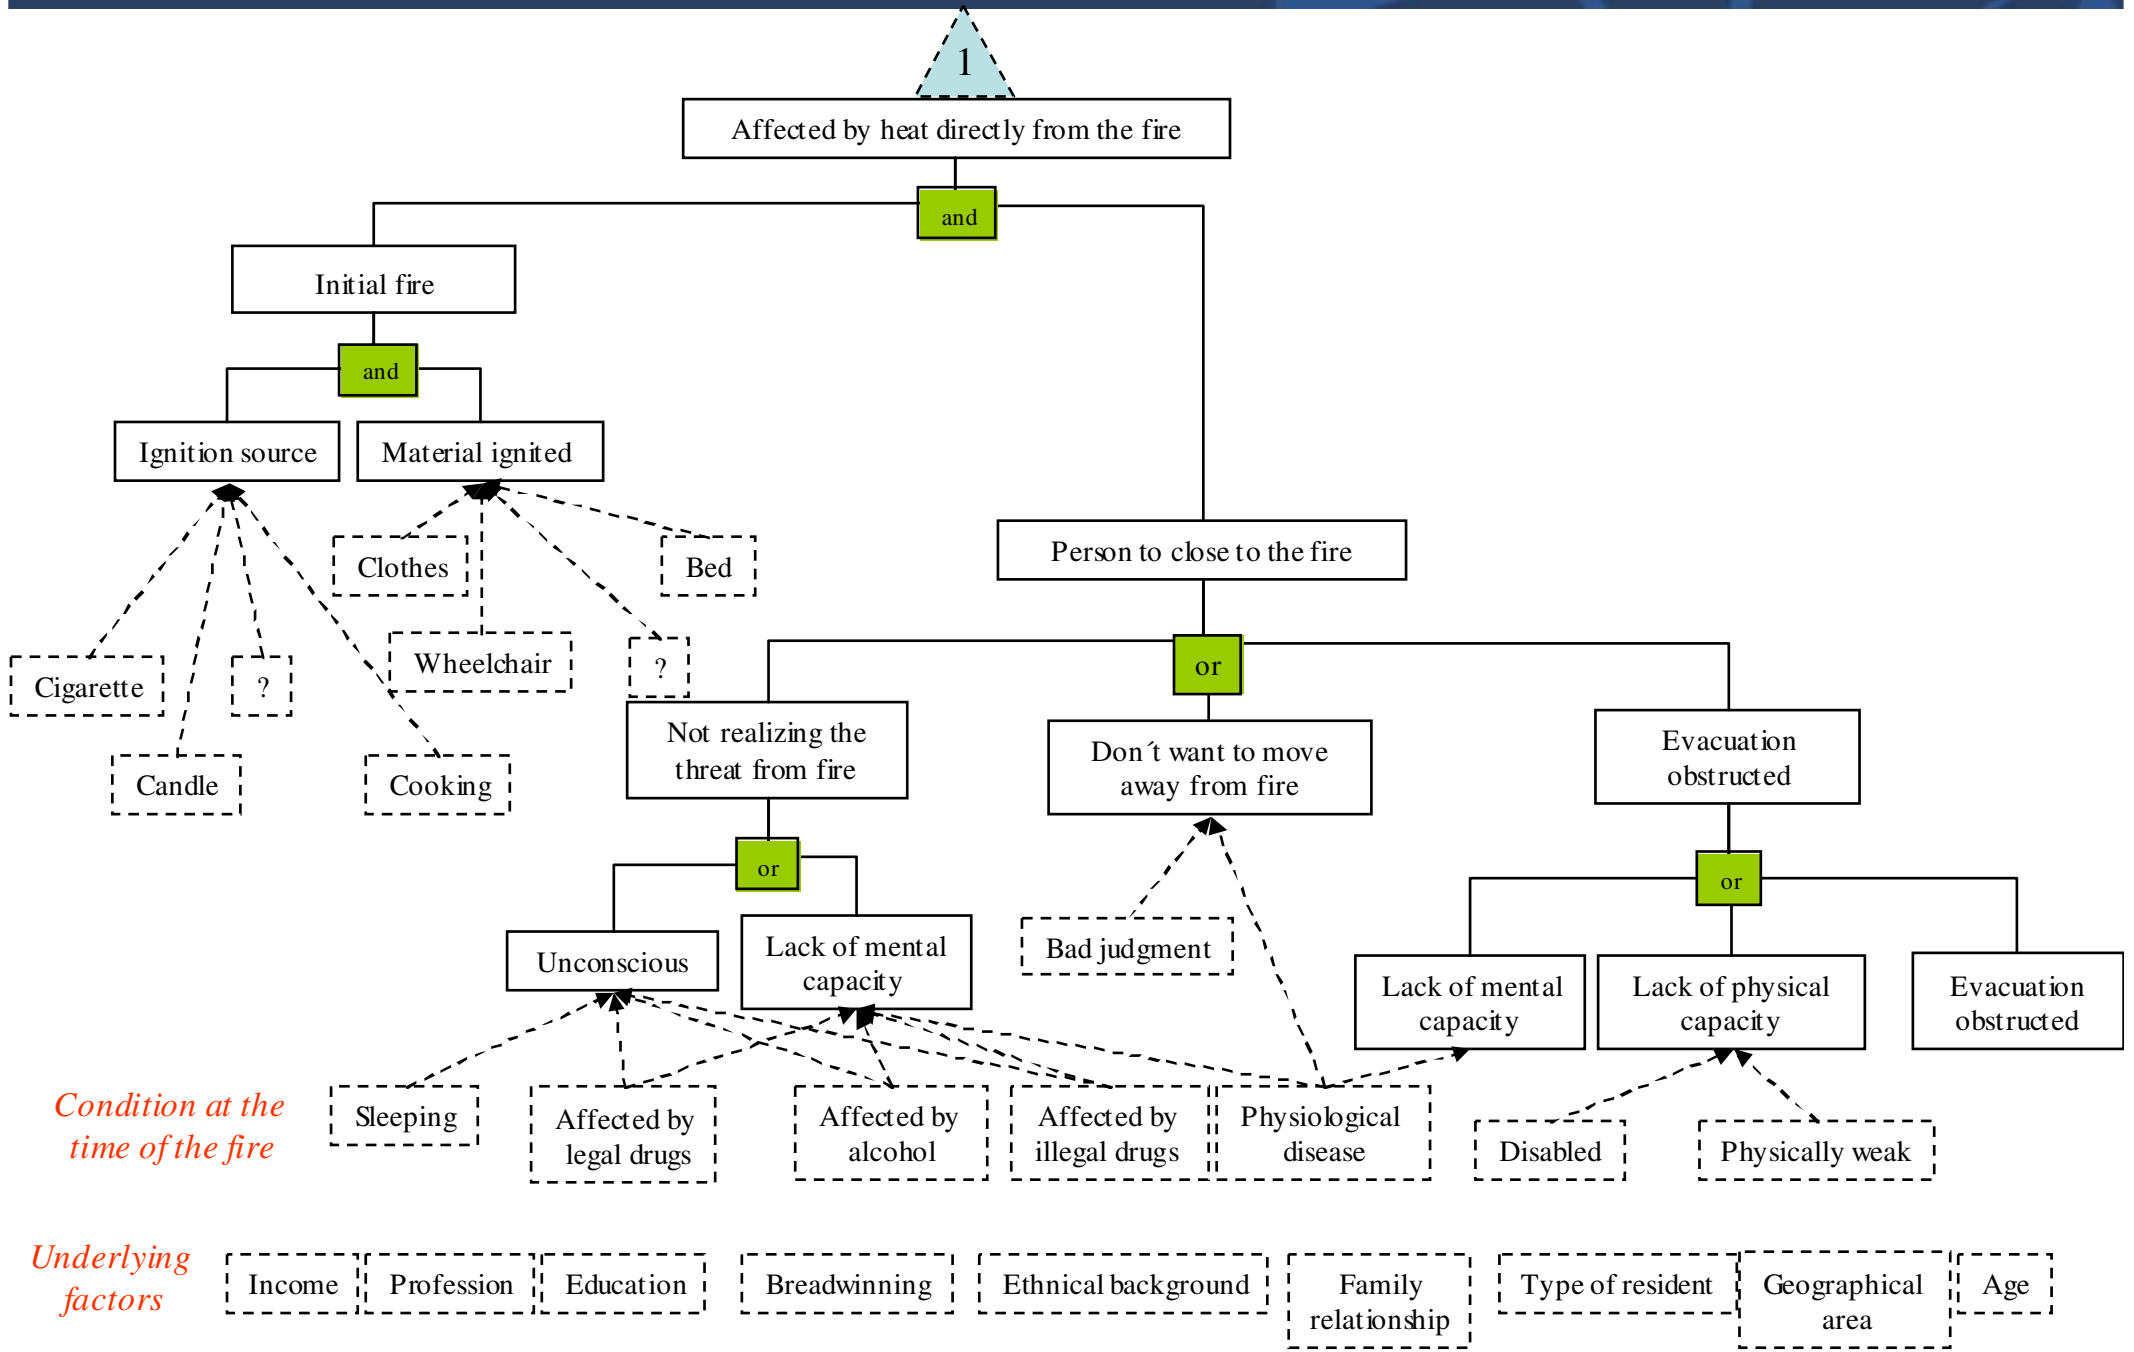 1
Affected by heat directly from the fire
and
Initial fire
and
Ignition source
Material ignited
Clothes
Bed
Wheelchair
?
Cigarette
?
Candle
Cooking
Person to close to the fire
or
Not realizing the
threat from fire
Don´t want to move
away from fire
Evacuation
obstructed
or
or
Unconscious
Lack of mental
capacity
Bad judgment
Lack of mental
capacity
Lack of physical
capacity
Evacuation
obstructed
Condition at the
time of the fire
Sleeping
Affected by
legal drugs
Affected by
alcohol
Affected by
illegal drugs
Physiological
disease
Disabled
Physically weak
Underlying
factors
Income
Profession
Education
Breadwinning
Ethnical background
Family
relationship
Type of resident
Geographical
area
Age